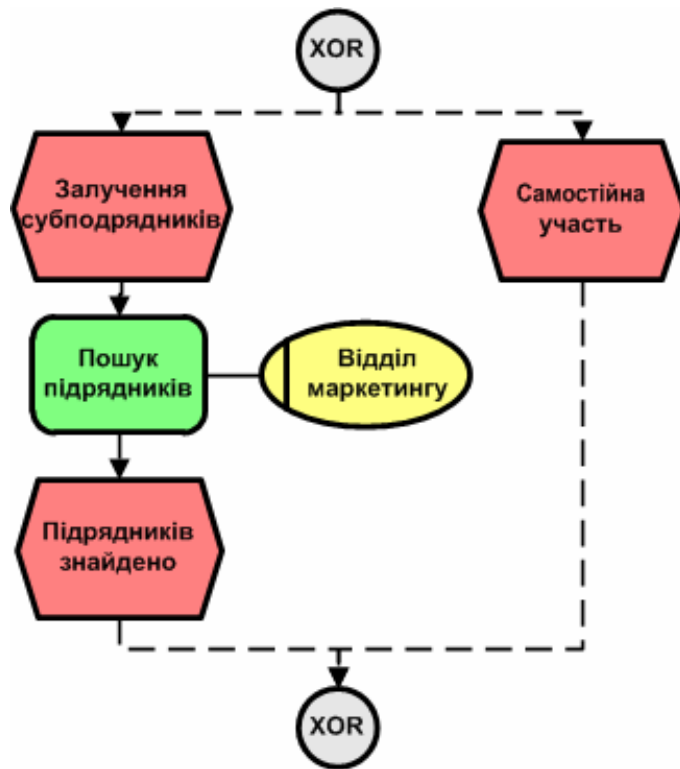 XOR
Залучення
субподрядників
Самостійна
участь
Пошук
підрядників
Відділ
маркетингу
Підрядників
знайдено
XOR